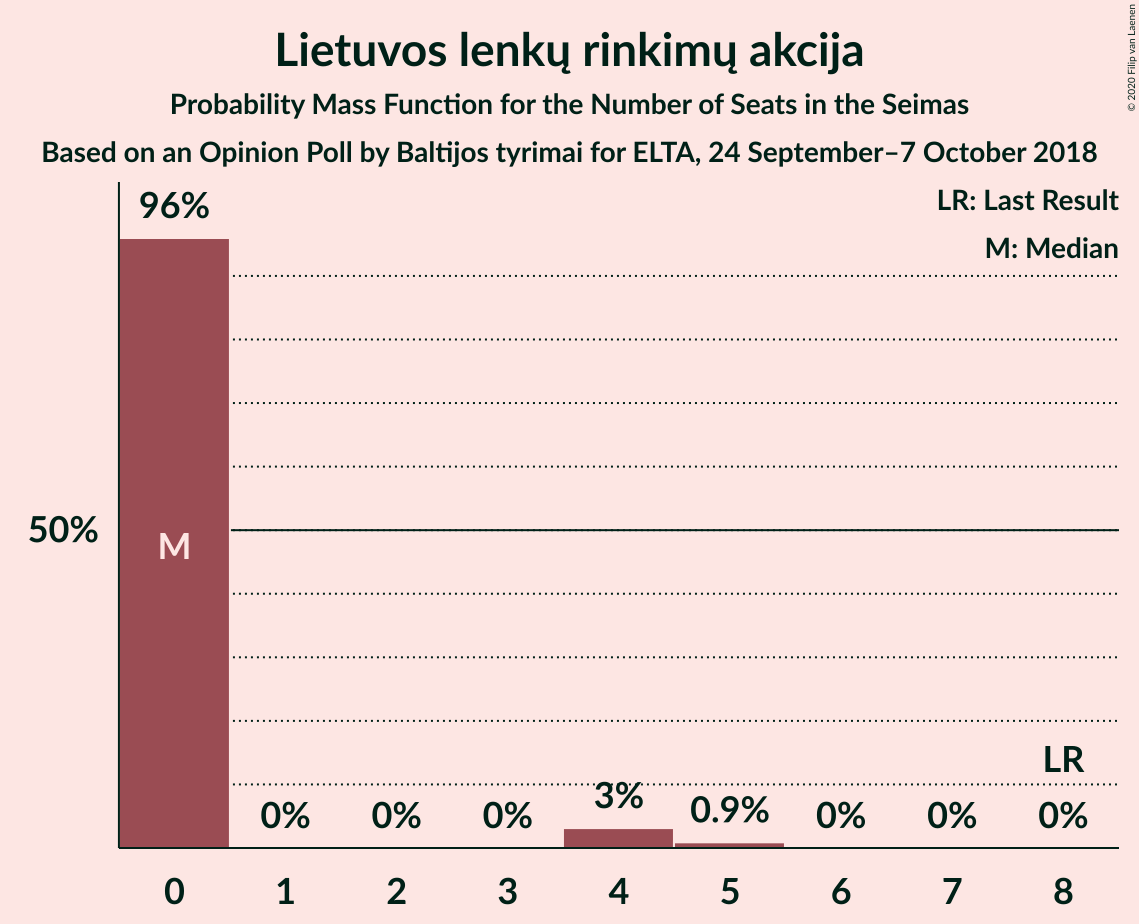 Lietuvos lenkų rinkimų akcija
Probability Mass Function for the Number of Seats in the Seimas
Based on an Opinion Poll by Baltijos tyrimai for ELTA, 24 September–7 October 2018
© 2020 Filip van Laenen
LR: Last Result
M: Median
96%
50%
M
LR
0% 0% 0% 3% 0.9% 0% 0% 0%
0 1 2 3 4 5 6 7 8